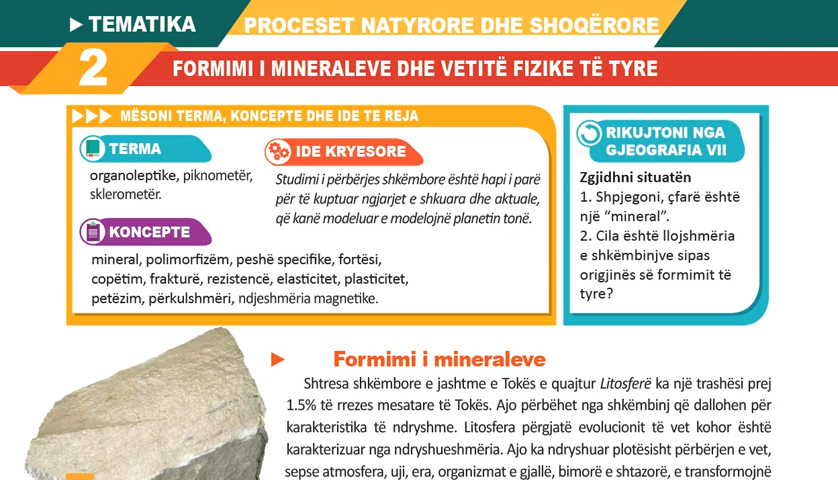 TEMATIKA
PROCESET NATYRORE DHE SHOQËRORE
2
FORMIMI I MINERALEVE DHE VETITË FIZIKE TË TYRE
MËSONI TERMA, KONCEPTE DHE IDE TE REJA
TERMA
organoleptike, piknometër,
sklerometër.
IDE KRYESORE
Studimi i përbërjes shkëmbore është hapi i parë
për të kuptuar ngjarjet e shkuara dhe aktuale,
që kanë modeluar e modelojnë planetin tonë.
KONCEPTE
mineral, polimorfizëm, peshë specifike, fortësi,
copëtim, frakturë, rezistencë, elasticitet, plasticitet,
petëzim, përkulshmëri, ndjeshmëria magnetike.
RIKUJTONI NGA
GJEOGRAFIA VII
Zgjidhni situatën
1. Shpjegoni, çfarë është
një “mineral”.
2. Cila është llojshmëria
e shkëmbinjve sipas
origjinës së formimit të
tyre?
Formimi i mineraleve
Shtresa shkëmbore e jashtme e Tokës e quajtur Litosferë ka një trashësi prej
1.5% të rrezes mesatare të Tokës. Ajo përbëhet nga shkëmbinj që dallohen për
karakteristika të ndryshme. Litosfera përgjatë evolucionit të vet kohor është
karakterizuar nga ndryshueshmëria. Ajo ka ndryshuar plotësisht përbërjen e vet,
sepse atmosfera, uji, era, organizmat e gjallë, bimorë e shtazorë, e transformojnë